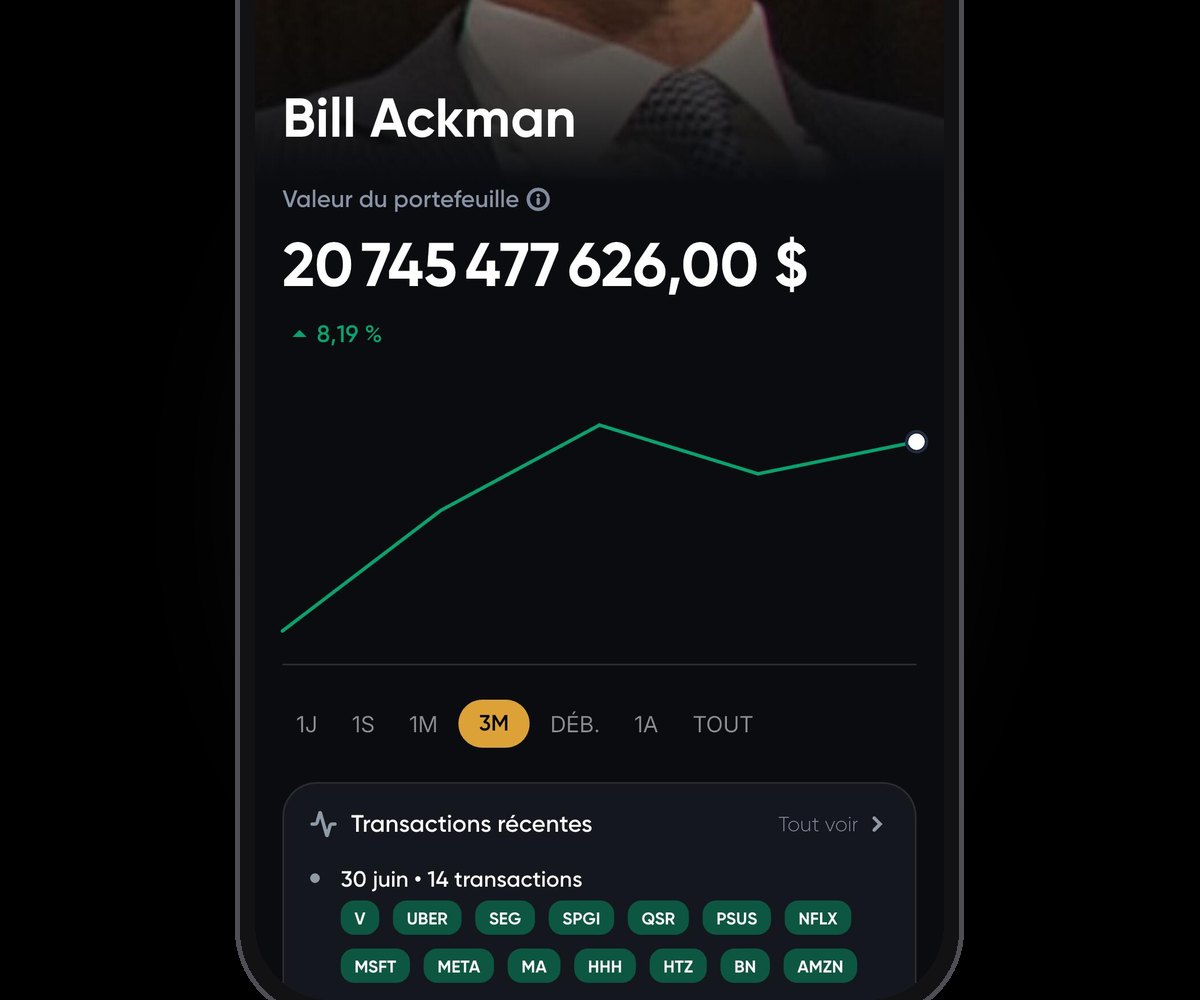 Bill Ackman
Valeur du portefeuille
20 745 477 626,00 $
8,19 %
1J 1S 1M 3M DÉB. 1A TOUT
Transactions récentes Tout voir
30 juin • 14 transactions
V UBER SEG SPGI QSR PSUS NFLX
MSFT META MA HHH HTZ BN AMZN